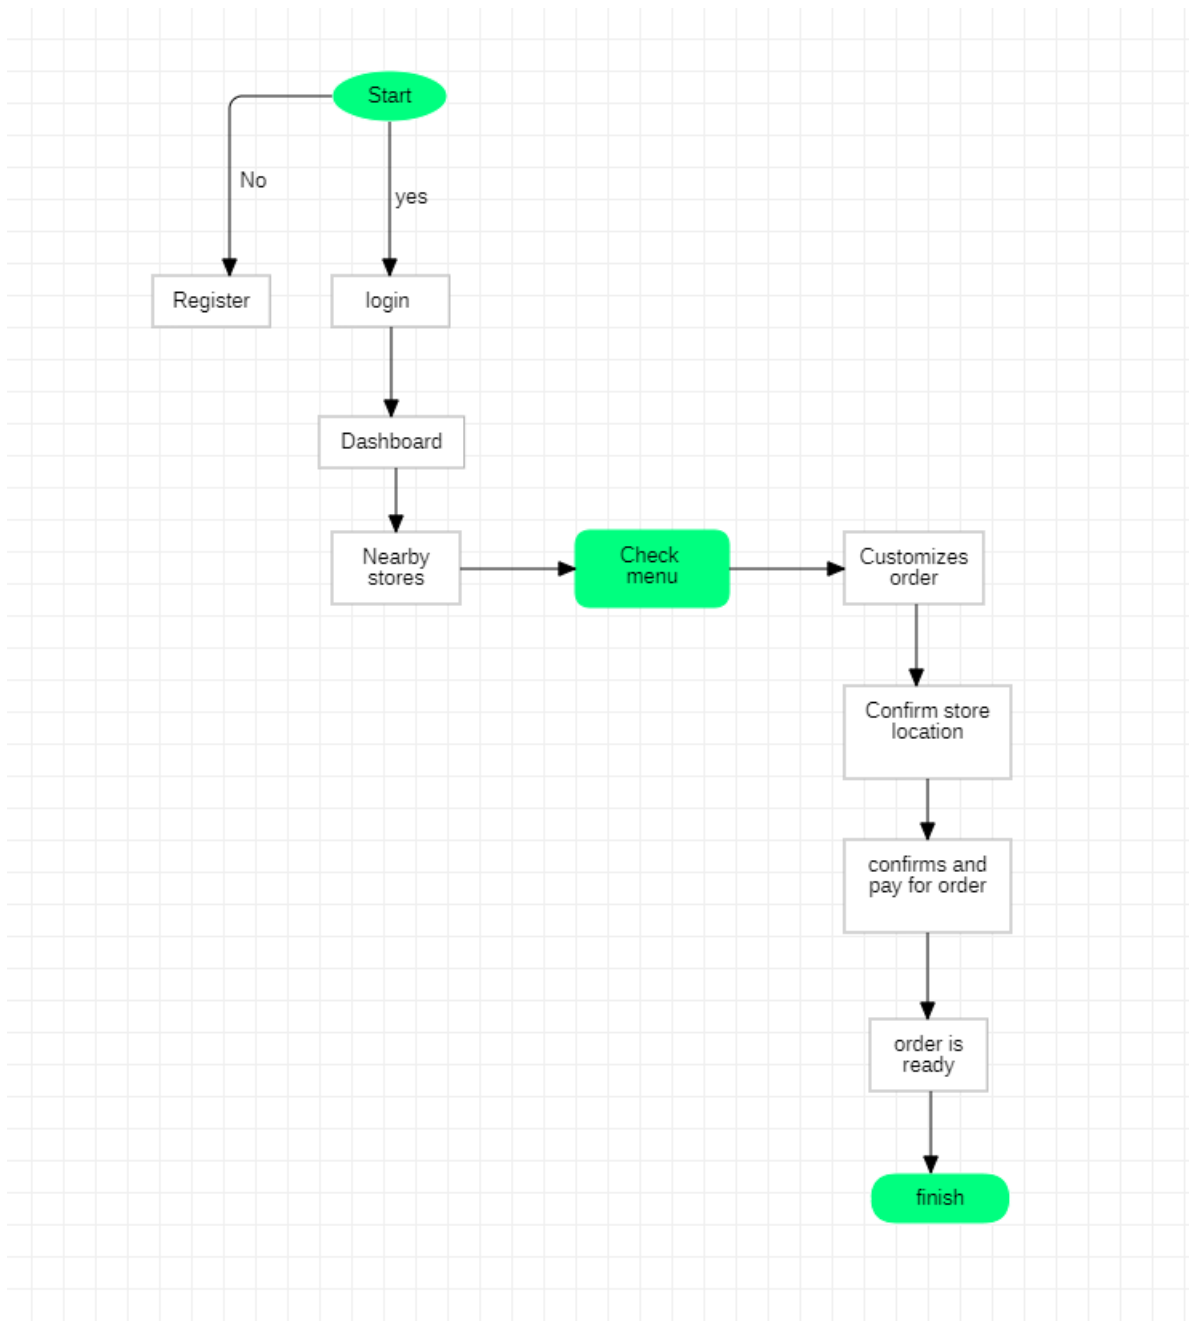 Start
No
yes
Register
login
Dashboard
Nearby
stores
Check
menu
Customizes
order
Confirm store
location
confirms and
pay for order
order is
ready
finish